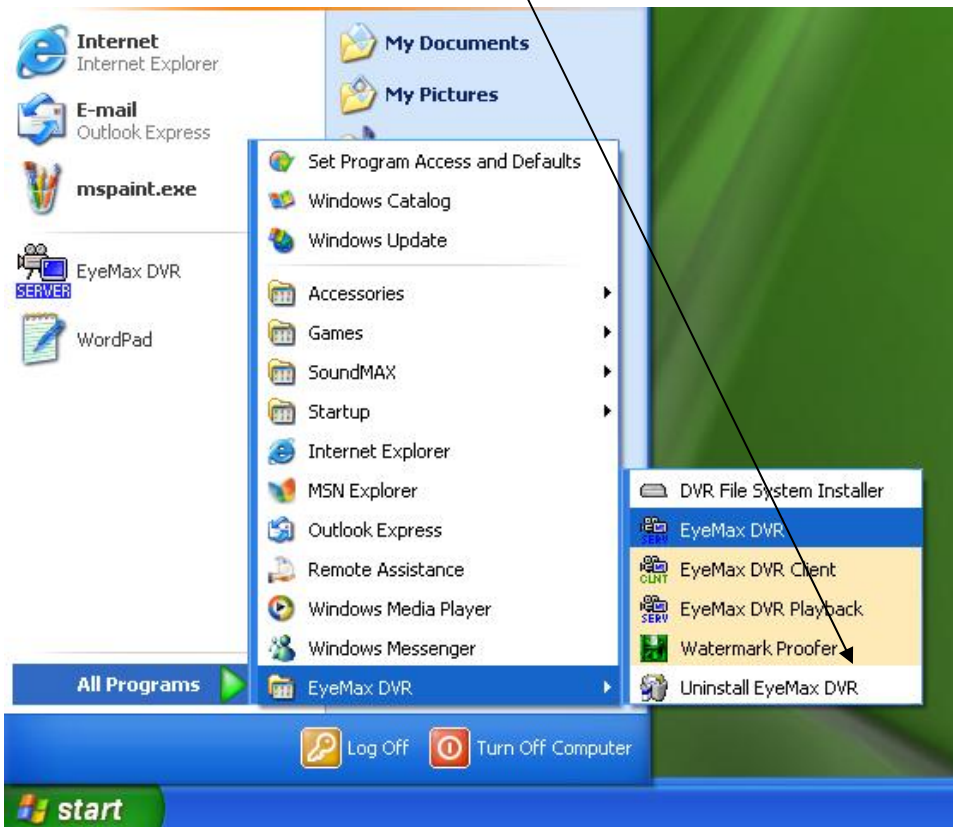 Internet
Internet Explorer
E-mail
Outlook Express
mspaint.exe
SERVER
EyeMax DVR
WordPad
All Programs
My Documents
My Pictures
Set Program Access and Defaults
Windows Catalog
Windows Update
Accessories
Games
SoundMAX
Startup
Internet Explorer
MSN Explorer
Outlook Express
Remote Assistance
Windows Media Player
Windows Messenger
EyeMax DVR
DVR File System Installer
SERV
EyeMax DVR
CLNT
EyeMax DVR Client
SERV
EyeMax DVR Playback
Watermark Proofer
Uninstall EyeMax DVR
Log Off
Turn Off Computer
start